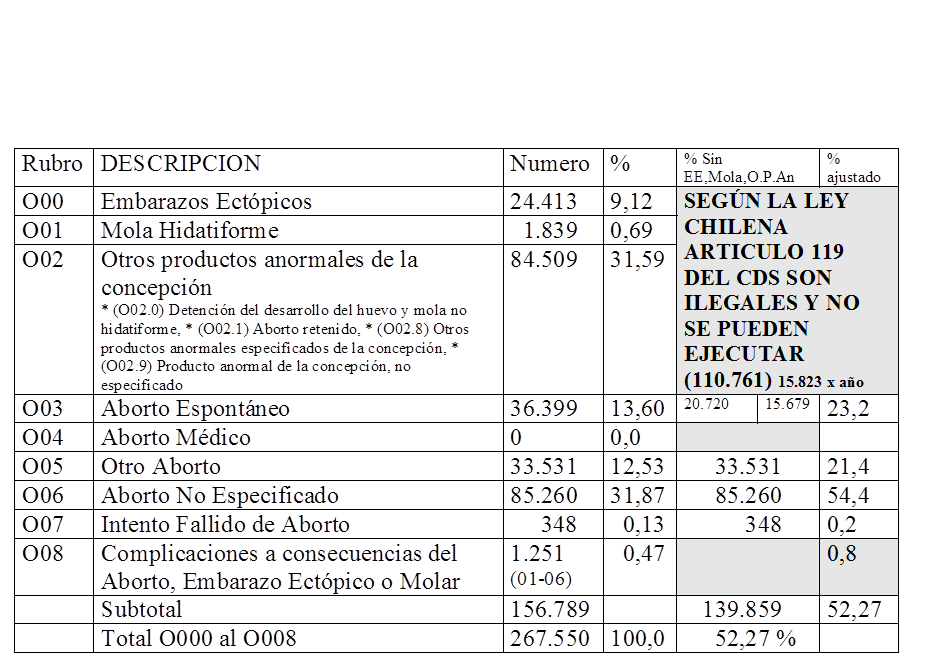 Rubro DESCRIPCION Numero % % Sin EE,Mola,O.P.An % ajustado
O00 Embarazos Ectópicos 24.413 9,12
O01 Mola Hidatiforme 1.839 0,69
O02 Otros productos anormales de la 84.509 31,59
concepción
* (O02.0) Detención del desarrollo del huevo y mola no
hidatiforme, * (O02.1) Aborto retenido, * (O02.8) Otros
productos anormales especificados de la concepción, *
(O02.9) Producto anormal de la concepción, no
especificado
SEGÚN LA LEY
CHILENA
ARTICULO 119
DEL CDS SON
ILEGALES Y NO
SE PUEDEN
EJECUTAR
(110.761) 15.823 x año
O03 Aborto Espontáneo 36.399 13,60 20.720 15.679 23,2
O04 Aborto Médico 0 0,0
O05 Otro Aborto 33.531 12,53 33.531 21,4
O06 Aborto No Especificado 85.260 31,87 85.260 54,4
O07 Intento Fallido de Aborto 348 0,13 348 0,2
O08 Complicaciones a consecuencias del 1.251 0,47 0,8
Aborto, Embarazo Ectópico o Molar (01-06)
Subtotal 156.789 139.859 52,27
Total O000 al O008 267.550 100,0 52,27 %